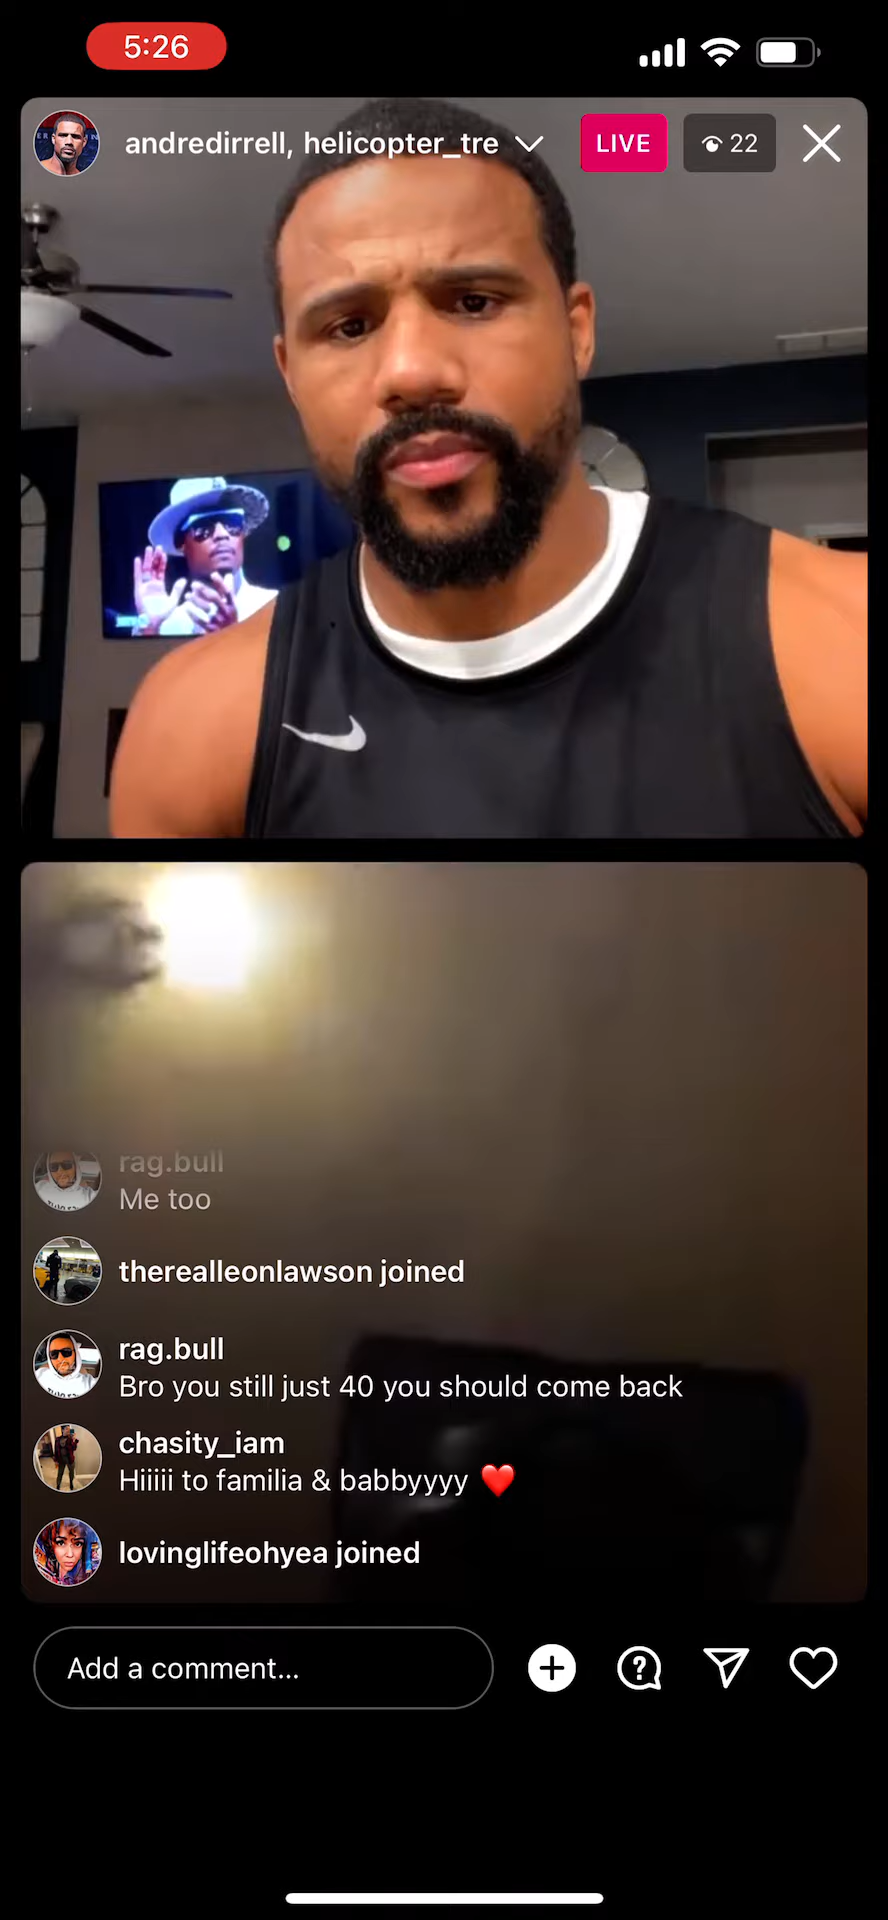 5:26
andredirrell, helicopter_tre
LIVE
22
rag.bull
Me too
therealleonlawson joined
rag.bull
Bro you still just 40 you should come back
chasity_iam
Hiiiii to familia & babbyyyy ❤️
lovinglifeohyea joined
Add a comment...